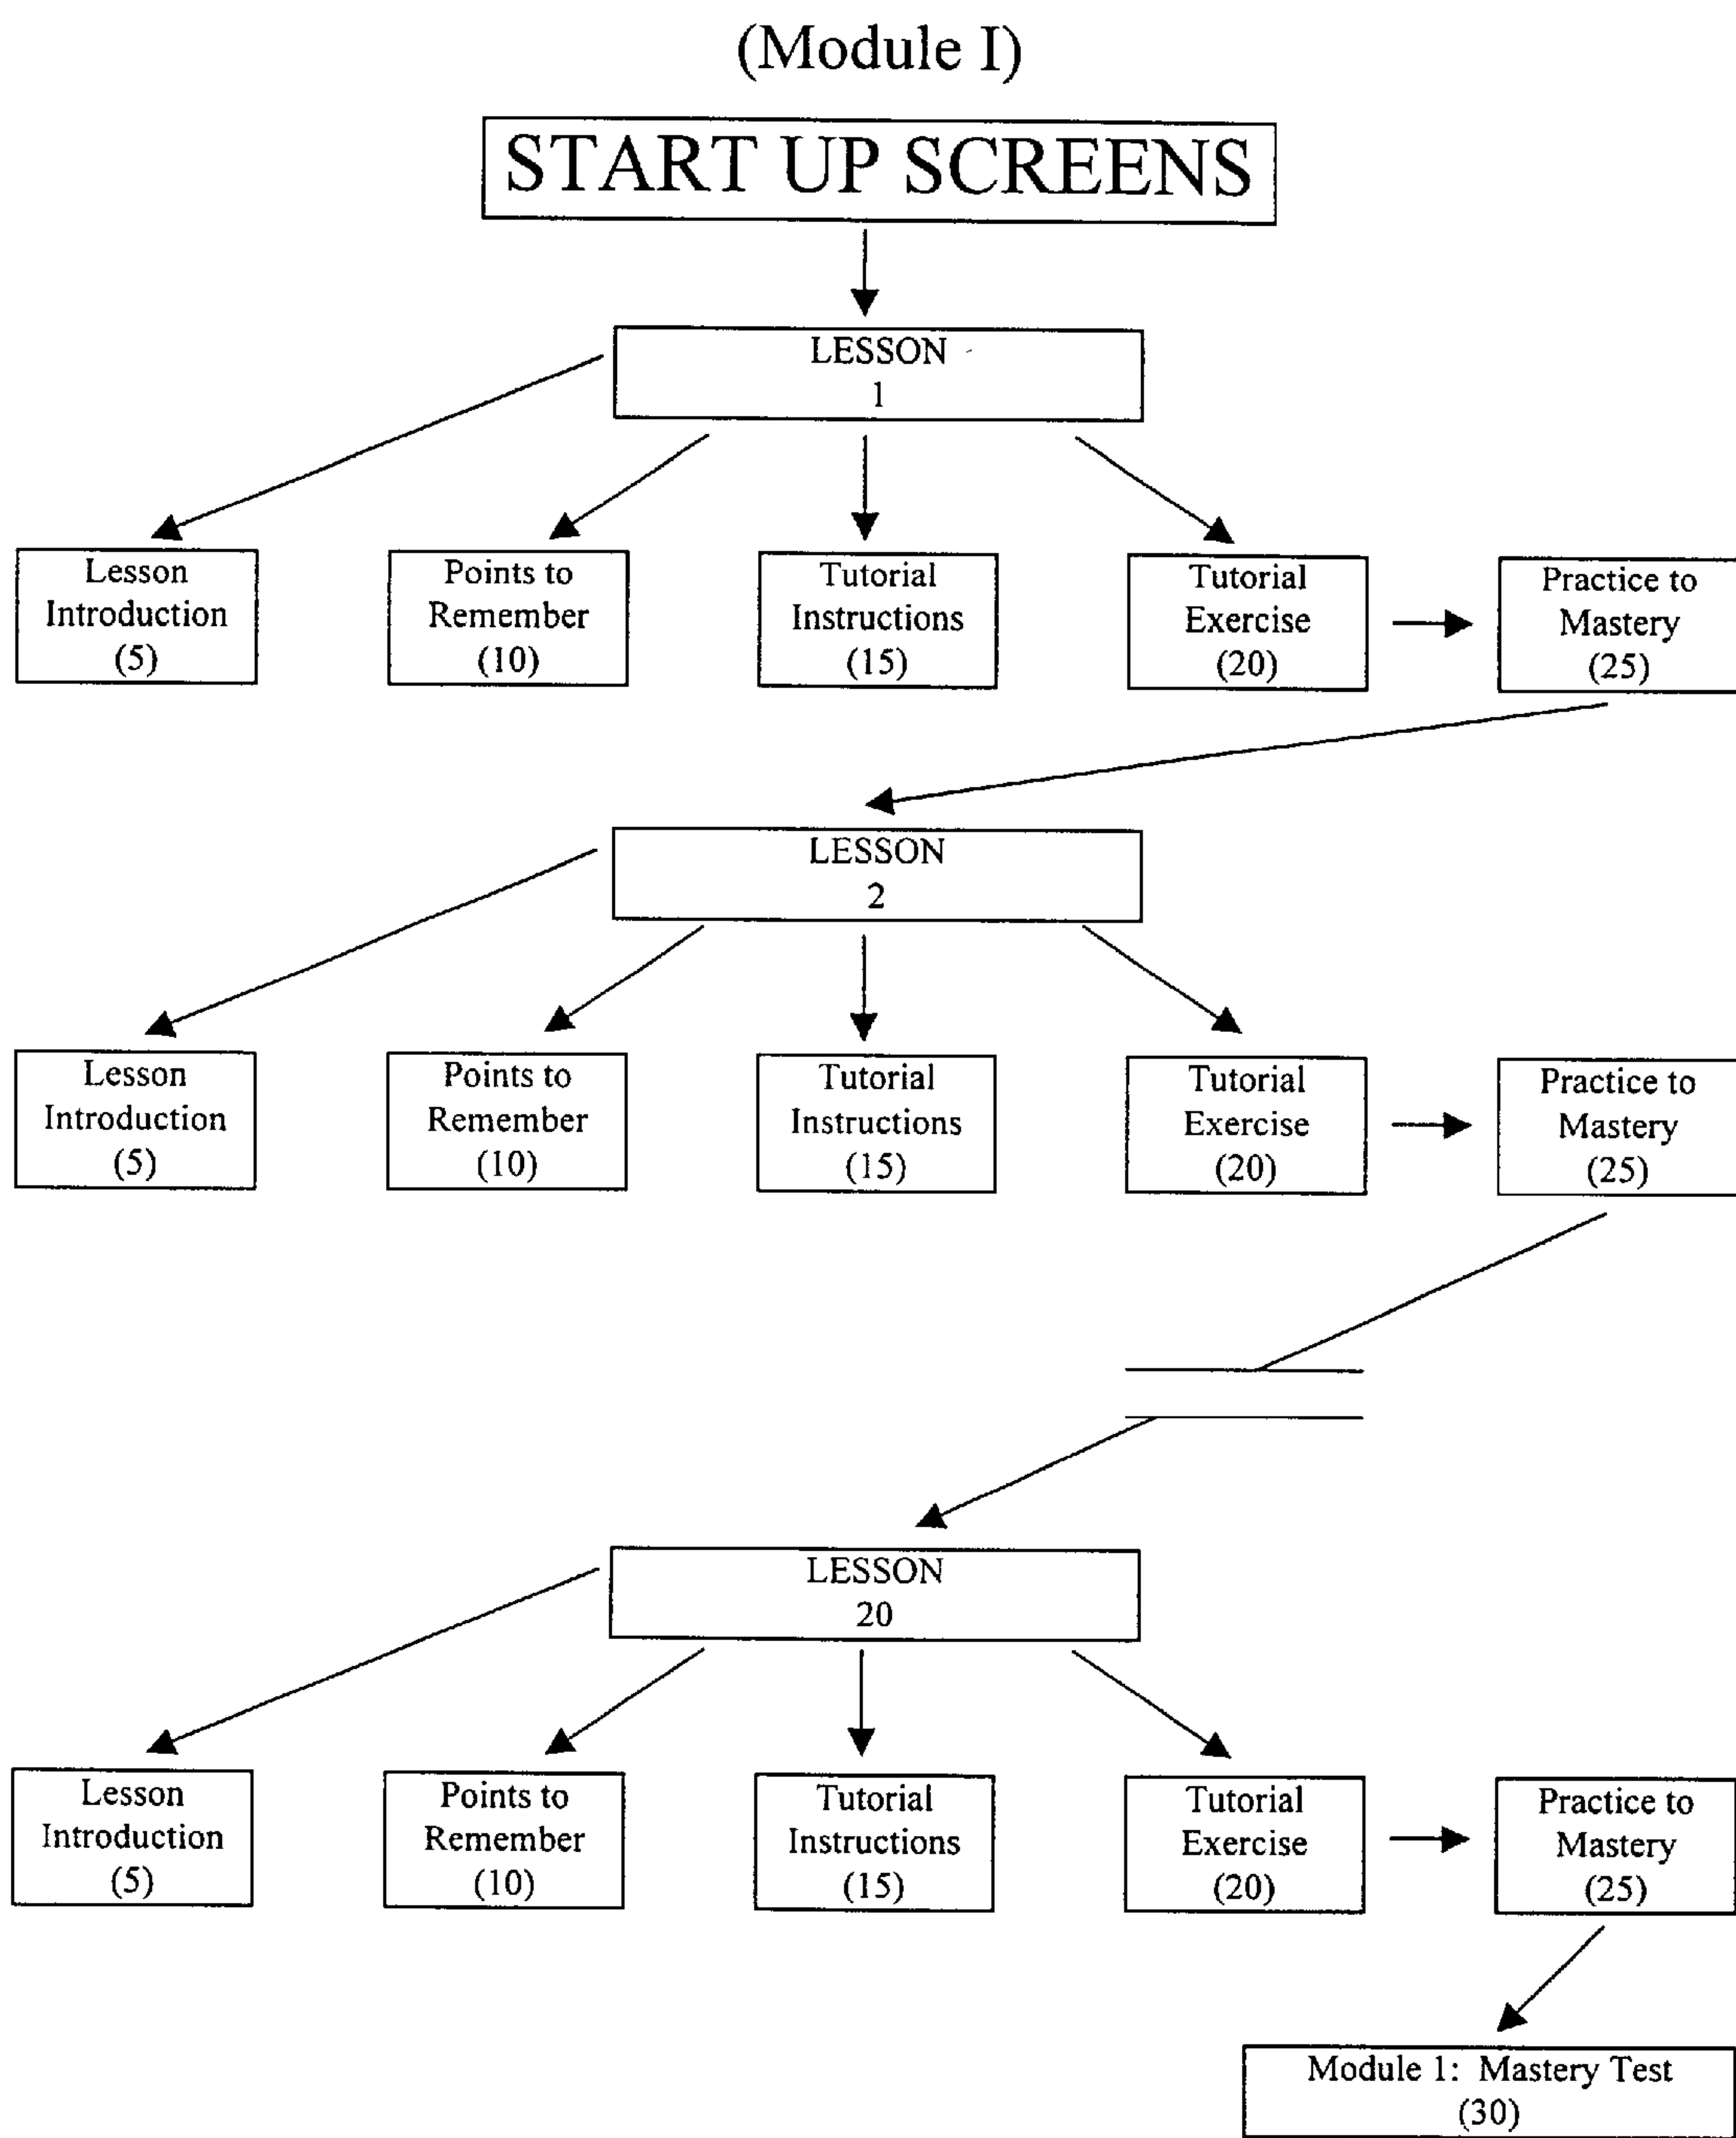 (Module I)
START UP SCREENS
LESSON
1
Lesson
Introduction
(5)
Points to
Remember
(10)
Tutorial
Instructions
(15)
Tutorial
Exercise
(20)
Practice to
Mastery
(25)
LESSON
2
Lesson
Introduction
(5)
Points to
Remember
(10)
Tutorial
Instructions
(15)
Tutorial
Exercise
(20)
Practice to
Mastery
(25)
LESSON
20
Lesson
Introduction
(5)
Points to
Remember
(10)
Tutorial
Instructions
(15)
Tutorial
Exercise
(20)
Practice to
Mastery
(25)
Module 1: Mastery Test
(30)